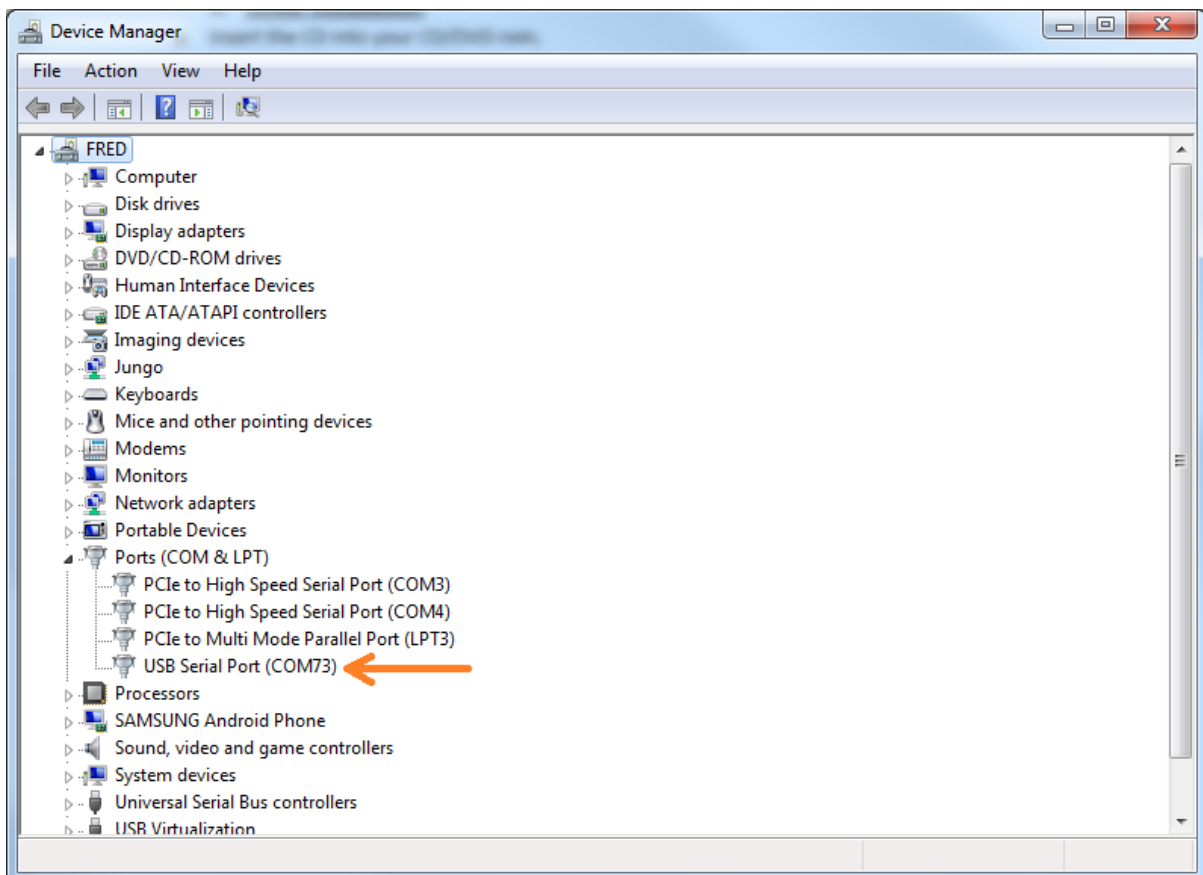 Device Manager
File Action View Help
FRED
Computer
Disk drives
Display adapters
DVD/CD-ROM drives
Human Interface Devices
IDE ATA/ATAPI controllers
Imaging devices
Jungo
Keyboards
Mice and other pointing devices
Modems
Monitors
Network adapters
Portable Devices
Ports (COM & LPT)
PCIe to High Speed Serial Port (COM3)
PCIe to High Speed Serial Port (COM4)
PCIe to Multi Mode Parallel Port (LPT3)
USB Serial Port (COM73)
Processors
SAMSUNG Android Phone
Sound, video and game controllers
System devices
Universal Serial Bus controllers
USB Virtualization